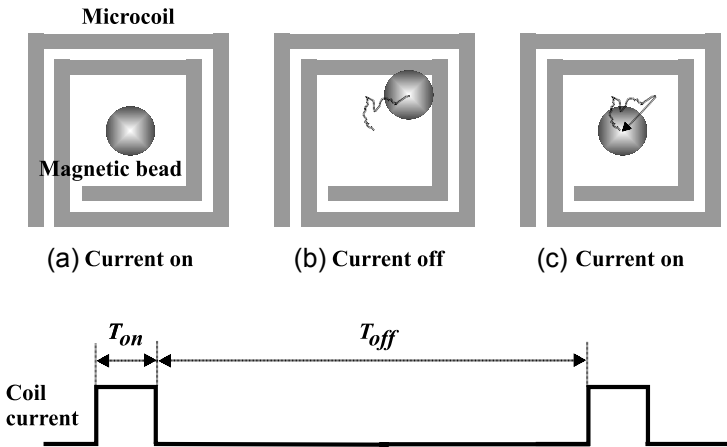 Microcoil
Magnetic bead
(a) Current on
(b) Current off
(c) Current on
Ton
Toff
Coil
current